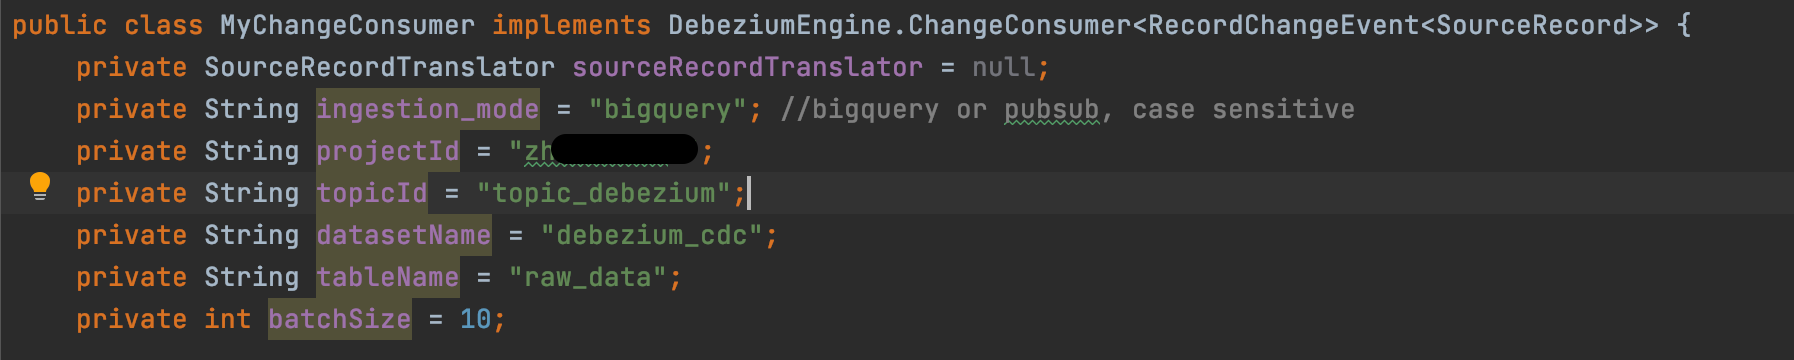 public class MyChangeConsumer implements DebeziumEngine.ChangeConsumer<RecordChangeEvent<SourceRecord>> {
private SourceRecordTranslator sourceRecordTranslator = null;
private String ingestion_mode = "bigquery"; //bigquery or pubsub, case sensitive
private String projectId = "zh ;
private String topicId = "topic_debezium";
private String datasetName = "debezium_cdc";
private String tableName = "raw_data";
private int batchSize = 10;